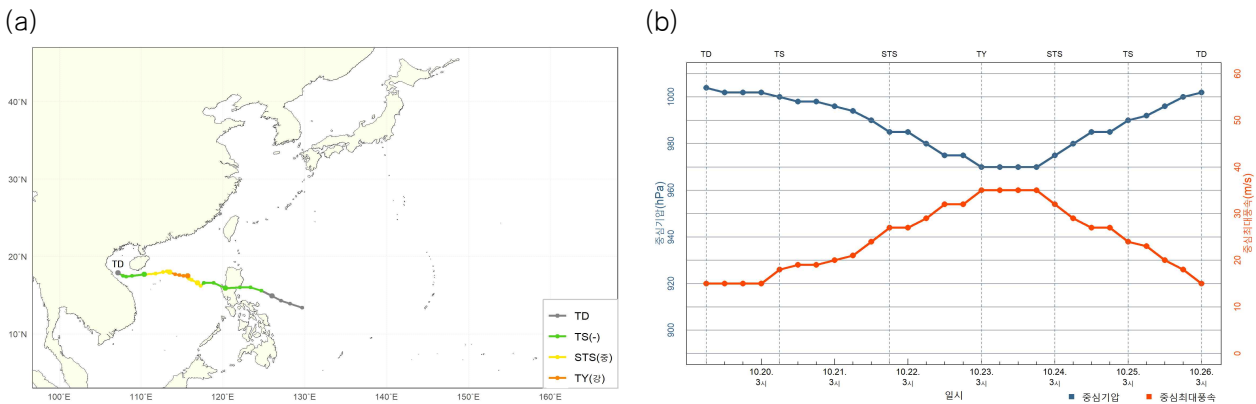 (a)
(b)
TD
TS
STS
TY
STS
TS
TD
40˚N
30˚N
20˚N
10˚N
TD
TD
TS(-)
STS(중)
TY(강)
100˚E
110˚E
120˚E
130˚E
140˚E
150˚E
160˚E
중심기압(hPa)
1000
980
960
940
920
900
중심최대풍속(m/s)
60
50
40
30
20
10
0
10.20.
3시
10.21.
3시
10.22.
3시
10.23.
3시
10.24.
3시
10.25.
3시
10.26.
3시
일시
중심기압
중심최대풍속